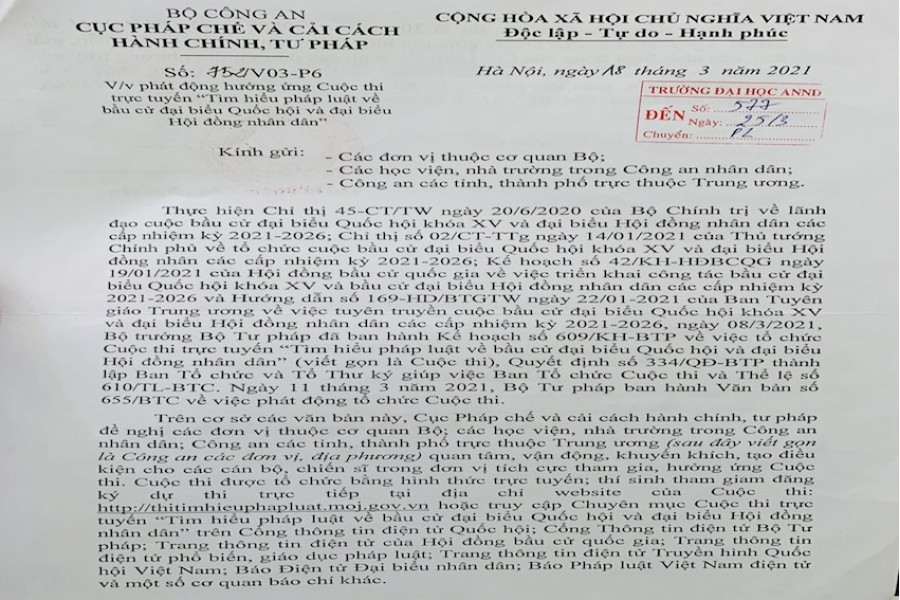 BỘ CÔNG AN
CỤC PHÁP CHẾ VÀ CẢI CÁCH
HÀNH CHÍNH, TƯ PHÁP
CỘNG HÒA XÃ HỘI CHỦ NGHĨA VIỆT NAM
Độc lập - Tự do - Hạnh phúc
Số: 752/V03-P6
V/v phát động hưởng ứng Cuộc thi
trực tuyến “Tìm hiểu pháp luật về
bầu cử đại biểu Quốc hội và đại biểu
Hội đồng nhân dân”
Hà Nội, ngày 18 tháng 3 năm 2021
TRƯỜNG ĐẠI HỌC ANND
ĐẾN
Số: 577
Ngày: 25/3
Chuyển: PL
Kính gửi:
- Các đơn vị thuộc cơ quan Bộ;
- Các học viện, nhà trường trong Công an nhân dân;
- Công an các tỉnh, thành phố trực thuộc Trung ương.
Thực hiện Chỉ thị 45-CT/TW ngày 20/6/2020 của Bộ Chính trị về lãnh
đạo cuộc bầu cử đại biểu Quốc hội khóa XV và đại biểu Hội đồng nhân dân các
cấp nhiệm kỳ 2021-2026; Chỉ thị số 02/CT-TTg ngày 14/01/2021 của Thủ tướng
Chính phủ về tổ chức cuộc bầu cử đại biểu Quốc hội khóa XV và đại biểu Hội
đồng nhân dân các cấp nhiệm kỳ 2021-2026; Kế hoạch số 42/KH-HĐBCQG ngày
19/01/2021 của Hội đồng bầu cử quốc gia về việc triển khai công tác bầu cử đại
biểu Quốc hội khóa XV và bầu cử đại biểu Hội đồng nhân dân các cấp nhiệm kỳ
2021-2026 và Hướng dẫn số 169-HD/BTGTW ngày 22/01-2021 của Ban Tuyên
giáo Trung ương về việc tuyên truyền cuộc bầu cử đại biểu Quốc hội khóa XV
và đại biểu Hội đồng nhân dân các cấp nhiệm kỳ 2021-2026, ngày 08/3/2021,
Bộ trưởng Bộ Tư pháp đã ban hành Kế hoạch số 609/KH-BTP về việc tổ chức
Cuộc thi trực tuyến “Tìm hiểu pháp luật về bầu cử đại biểu Quốc hội và đại biểu
Hội đồng nhân dân” (viết gọn là Cuộc thi), Quyết định số 334/QĐ-BTP thành
lập Ban Tổ chức và Tổ Thư ký giúp việc Ban Tổ chức Cuộc thi và Thể lệ số
610/TL-BTC. Ngày 11 tháng 3 năm 2021, Bộ Tư pháp ban hành Văn bản số
655/BTC về việc phát động tổ chức Cuộc thi.
Trên cơ sở các văn bản này, Cục Pháp chế và cải cách hành chính, tư pháp
đề nghị các đơn vị thuộc cơ quan Bộ; các học viện, nhà trường trong Công an
nhân dân; Công an các tỉnh, thành phố trực thuộc Trung ương (sau đây viết gọn
là Công an các đơn vị, địa phương) quan tâm, vận động, khuyến khích, tạo điều
kiện cho các cán bộ, chiến sĩ trong đơn vị tích cực tham gia, hưởng ứng Cuộc
thi. Cuộc thi được tổ chức bằng hình thức trực tuyến; thí sinh tham giam đăng
ký dự thi trực tiếp tại địa chỉ website của Cuộc thi:
http://thitimhieuphapluat.moj.gov.vn hoặc truy cập Chuyên mục Cuộc thi trực
tuyến “Tìm hiểu pháp luật về bầu cử đại biểu Quốc hội và đại biểu Hội đồng
nhân dân” trên Cổng thông tin điện tử Quốc hội; Cổng Thông tin điện tử Bộ Tư
pháp; Trang thông tin điện tử của Hội đồng bầu cử quốc gia; Trang thông tin
điện tử phổ biến, giáo dục pháp luật; Trang thông tin điện tử Truyền hình Quốc
hội Việt Nam; Báo Điện tử Đại biểu nhân dân; Báo Pháp luật Việt Nam điện tử
và một số cơ quan báo chí khác.